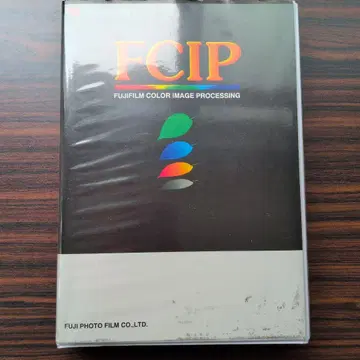 FCIP
FUJIFILM COLOR IMAGE PROCESSING
FUJI PHOTO FILM CO.,LTD.